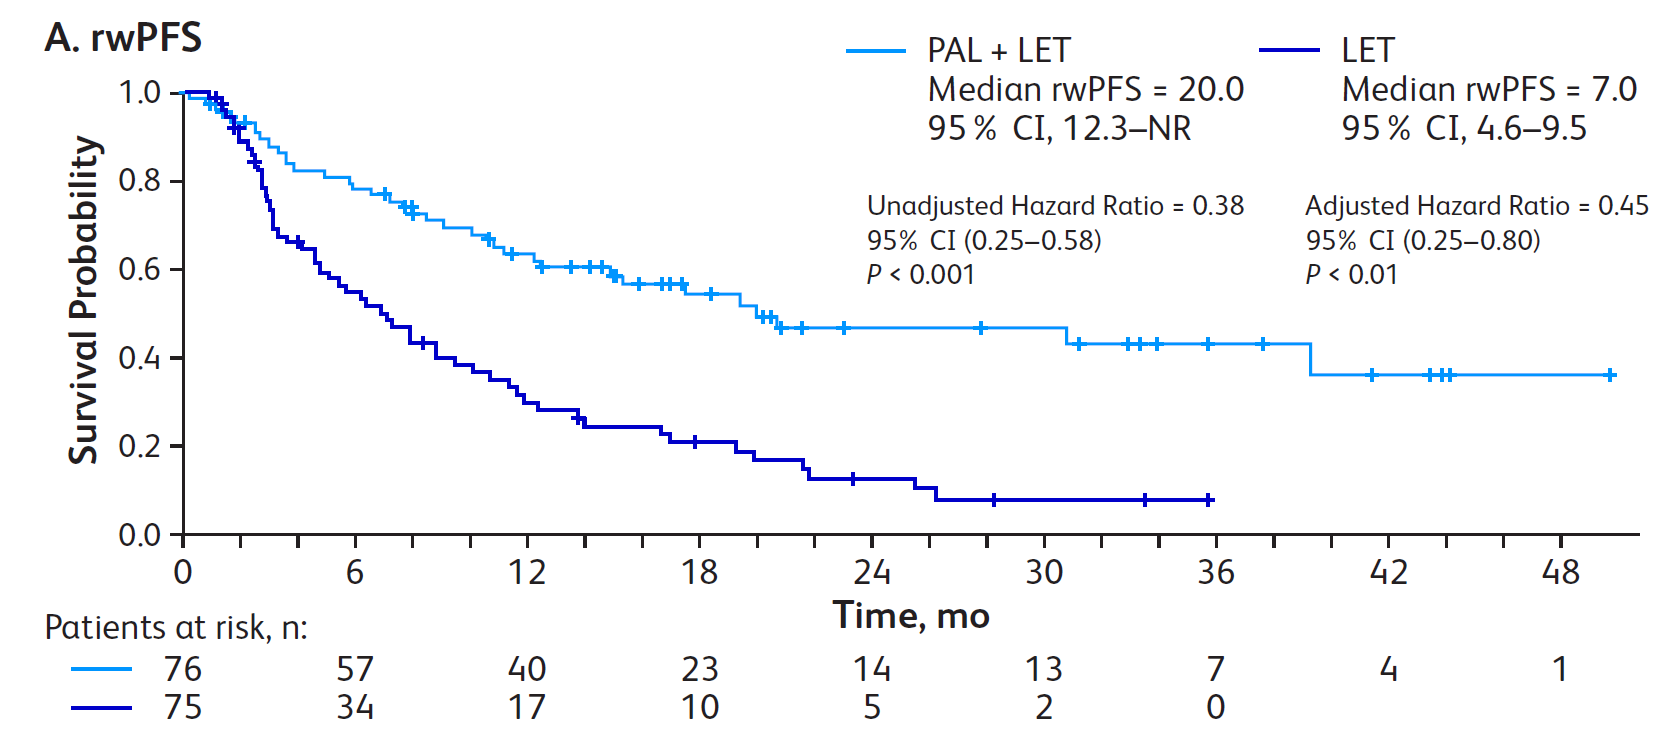 A. rwPFS
PAL + LET
Median rwPFS = 20.0
95 % CI, 12.3–NR
LET
Median rwPFS = 7.0
95 % CI, 4.6–9.5
Unadjusted Hazard Ratio = 0.38
95% CI (0.25–0.58)
P < 0.001
Adjusted Hazard Ratio = 0.45
95% CI (0.25–0.80)
P < 0.01
Survival Probability
1.0
0.8
0.6
0.4
0.2
0.0
0 6 12 18 24 30 36 42 48
Time, mo
Patients at risk, n:
76 57 40 23 14 13 7 4 1
75 34 17 10 5 2 0